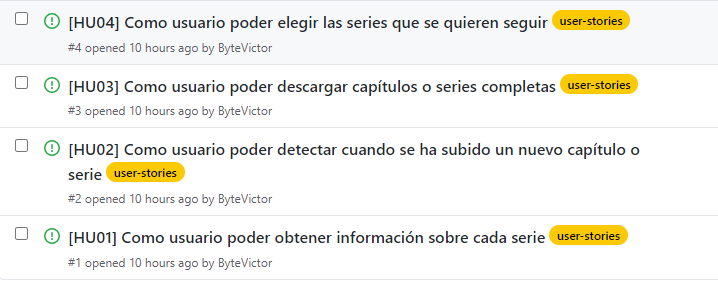 [HU04] Como usuario poder elegir las series que se quieren seguir user-stories
#4 opened 10 hours ago by ByteVictor
[HU03] Como usuario poder descargar capítulos o series completas user-stories
#3 opened 10 hours ago by ByteVictor
[HU02] Como usuario poder detectar cuando se ha subido un nuevo capítulo o
serie user-stories
#2 opened 10 hours ago by ByteVictor
[HU01] Como usuario poder obtener información sobre cada serie user-stories
#1 opened 10 hours ago by ByteVictor